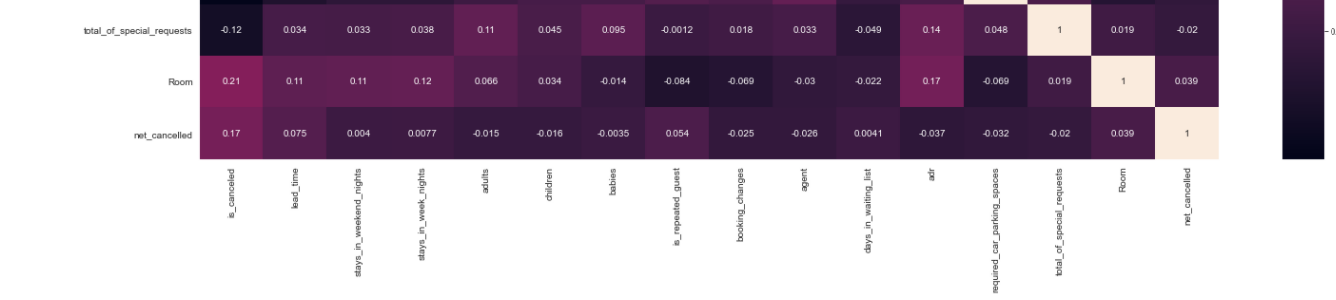 total_of_special_requests -0.12 0.034 0.033 0.038 0.11 0.045 0.095 -0.0012 0.018 0.033 -0.049 0.14 0.048 1 0.019 -0.02
Room 0.21 0.11 0.11 0.12 0.066 0.034 -0.014 -0.084 -0.069 -0.03 -0.022 0.17 -0.069 0.019 1 0.039
net_cancelled 0.17 0.075 0.004 0.0077 -0.015 -0.016 -0.0035 0.054 -0.025 -0.026 0.0041 -0.037 -0.032 -0.02 0.039 1
is_canceled
lead_time
stays_in_weekend_nights
stays_in_week_nights
adults
children
babies
is_repeated_guest
booking_changes
agent
days_in_waiting_list
adr
required_car_parking_spaces
total_of_special_requests
Room
net_cancelled